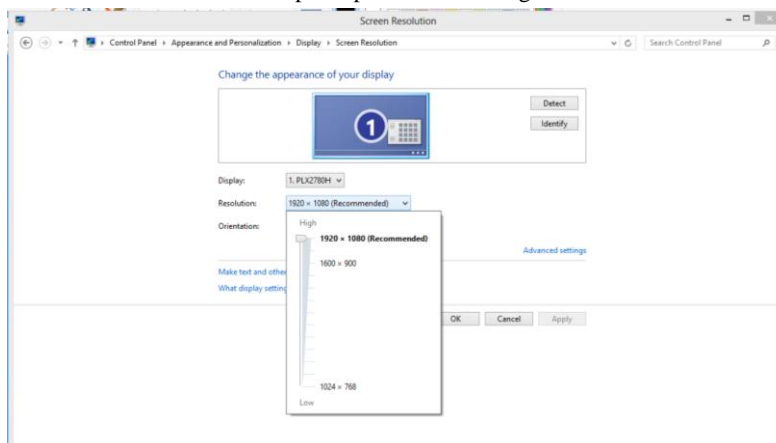 Screen Resolution
Control Panel › Appearance and Personalization › Display › Screen Resolution
Search Control Panel
Change the appearance of your display
1
Detect
Identify
Display: 1. PLX2780H
Resolution: 1920 × 1080 (Recommended)
Orientation:
High
1920 × 1080 (Recommended)
1600 × 900
Advanced settings
Make text and other
What display setting
OK Cancel Apply
1024 × 768
Low